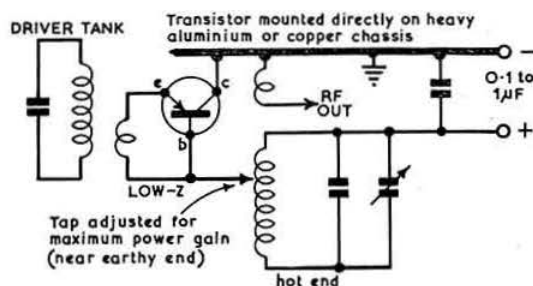 DRIVER TANK
Transistor mounted directly on heavy
aluminium or copper chassis
e
c
b
RF
OUT
0·1 to
1µF
−
+
LOW-Z
Tap adjusted for
maximum power gain
(near earthy end)
hot end